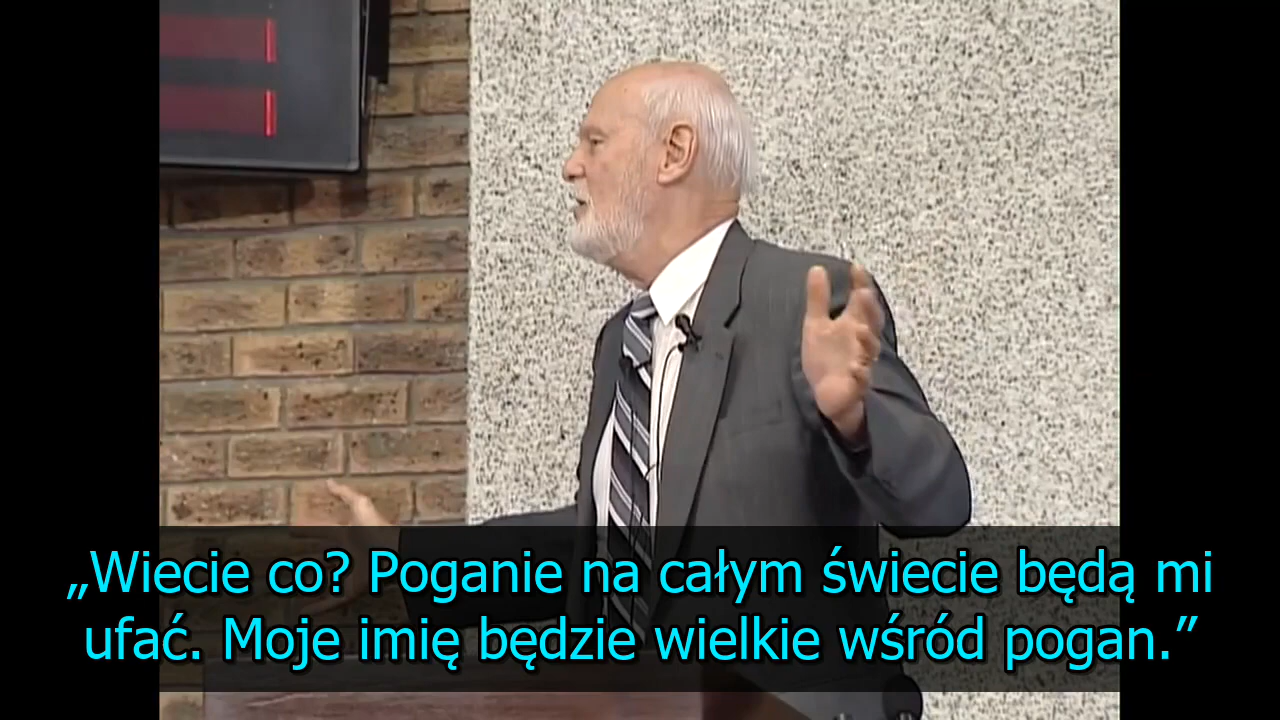 „Wiecie co? Poganie na całym świecie będą mi
ufać. Moje imię będzie wielkie wśród pogan.”